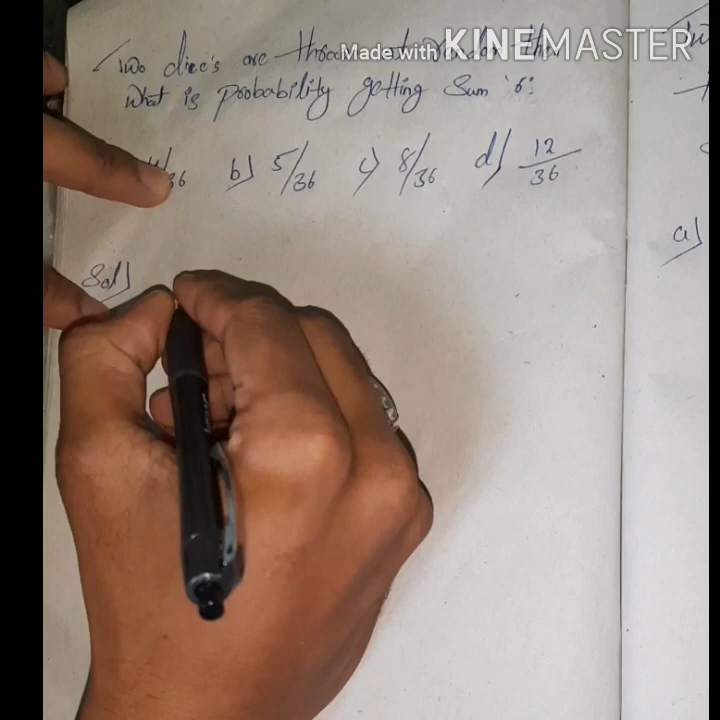 Two dice's are
Made with KINEMASTER
What is probability getting Sum '6'
/36 b) 5/36 c) 8/36 d) 12/36
a)
Sol)